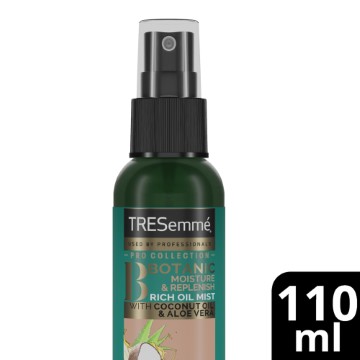 TRESemmé
USED BY PROFESSIONALS
PRO COLLECTION
B BOTANIC
MOISTURE
& REPLENISH
RICH OIL MIST
WITH COCONUT OIL
& ALOE VERA
110
ml